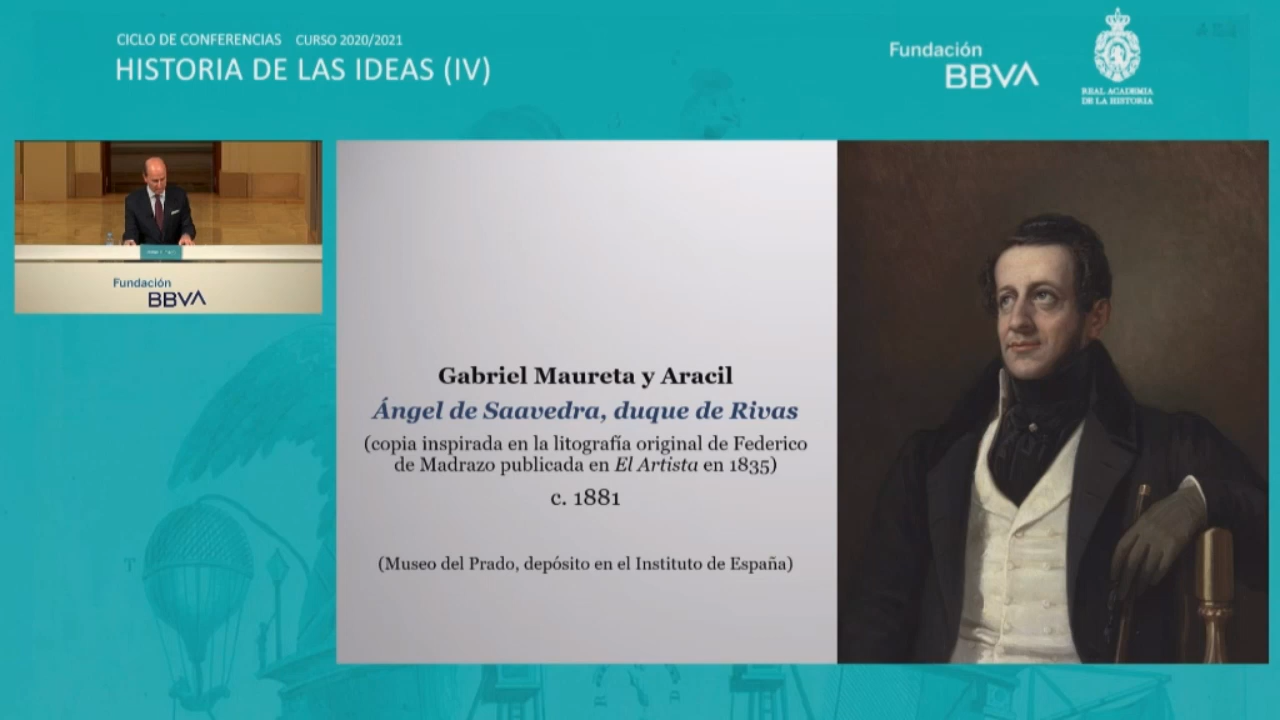 CICLO DE CONFERENCIAS CURSO 2020/2021
HISTORIA DE LAS IDEAS (IV)
Fundación
BBVA
REAL ACADEMIA
DE LA HISTORIA
Fundación
BBVA
Gabriel Maureta y Aracil
Ángel de Saavedra, duque de Rivas
(copia inspirada en la litografía original de Federico
de Madrazo publicada en El Artista en 1835)
c. 1881
(Museo del Prado, depósito en el Instituto de España)